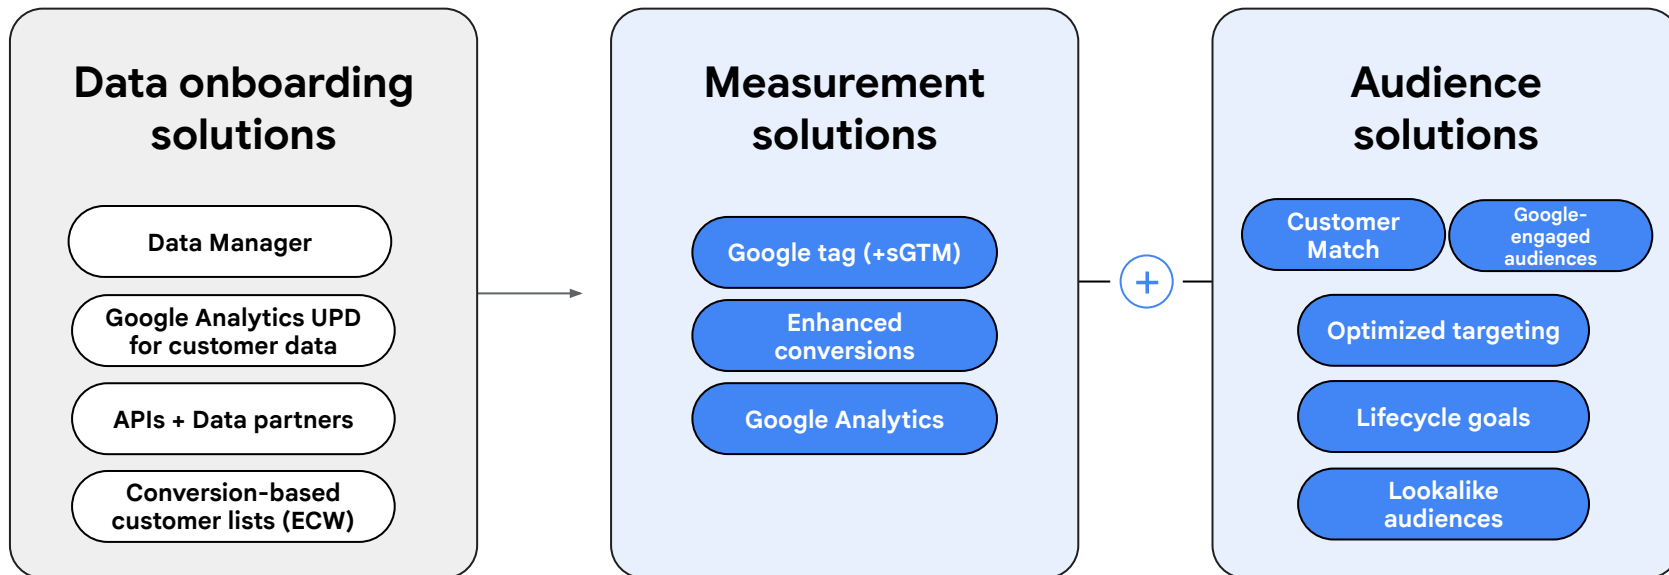 Data onboarding
solutions
Data Manager
Google Analytics UPD
for customer data
APIs + Data partners
Conversion-based
customer lists (ECW)
Measurement
solutions
Google tag (+sGTM)
Enhanced
conversions
Google Analytics
+
Audience
solutions
Customer
Match
Google-
engaged
audiences
Optimized targeting
Lifecycle goals
Lookalike
audiences